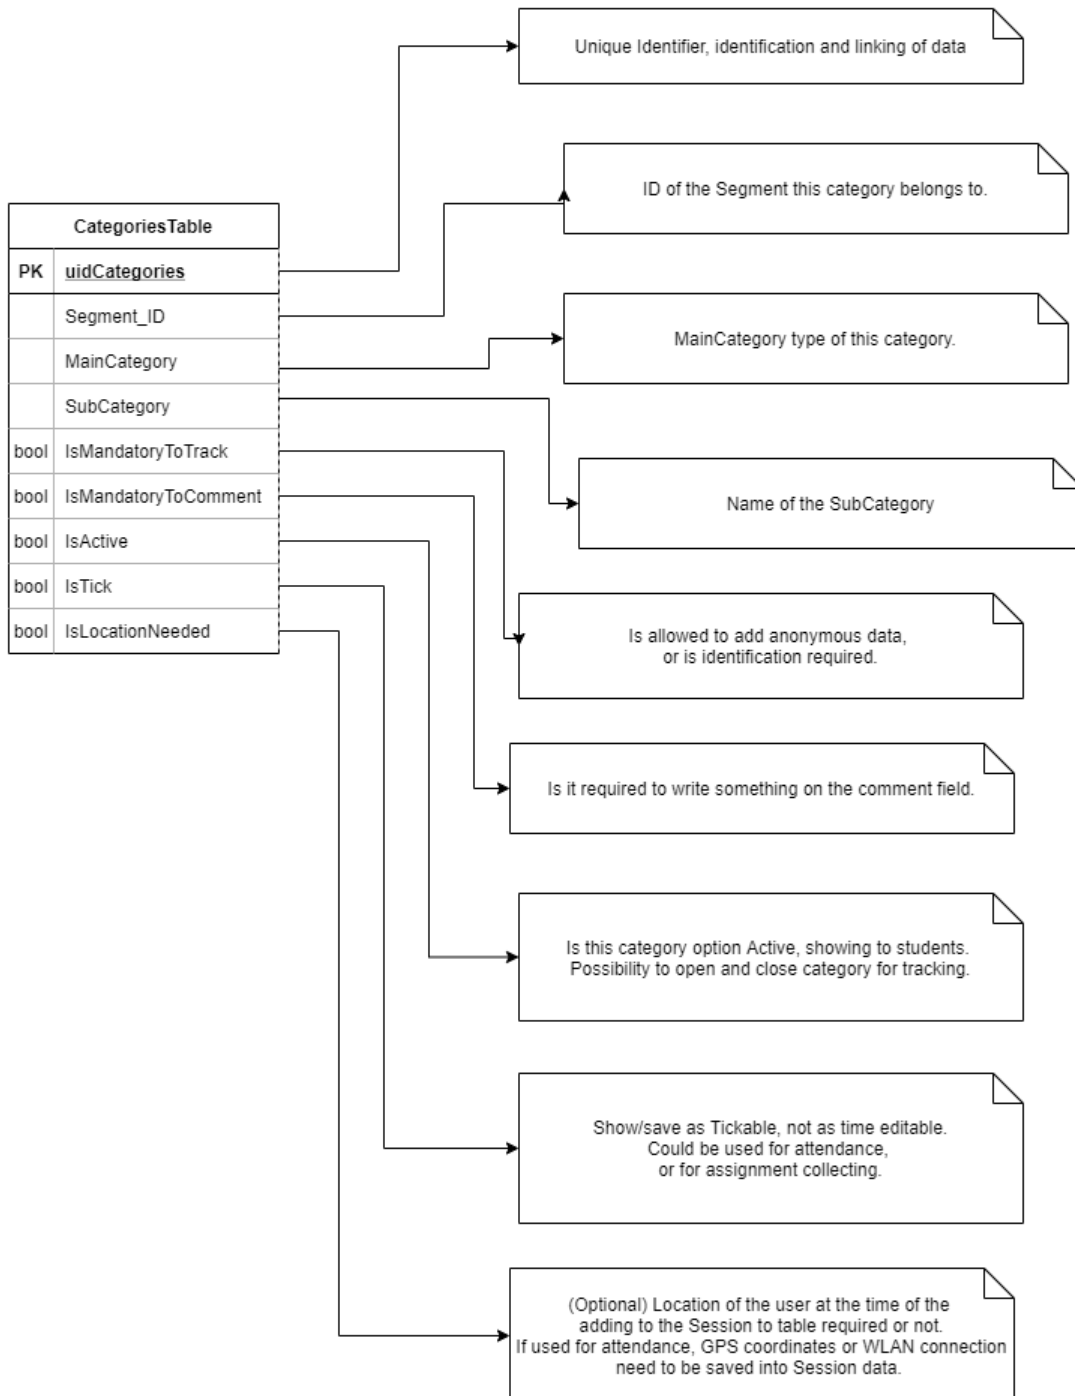 Unique Identifier, identification and linking of data
ID of the Segment this category belongs to.
CategoriesTable
PK uidCategories
Segment_ID
MainCategory
SubCategory
bool IsMandatoryToTrack
bool IsMandatoryToComment
bool IsActive
bool IsTick
bool IsLocationNeeded
MainCategory type of this category.
Name of the SubCategory
Is allowed to add anonymous data,
or is identification required.
Is it required to write something on the comment field.
Is this category option Active, showing to students.
Possibility to open and close category for tracking.
Show/save as Tickable, not as time editable.
Could be used for attendance,
or for assignment collecting.
(Optional) Location of the user at the time of the
adding to the Session to table required or not.
If used for attendance, GPS coordinates or WLAN connection
need to be saved into Session data.